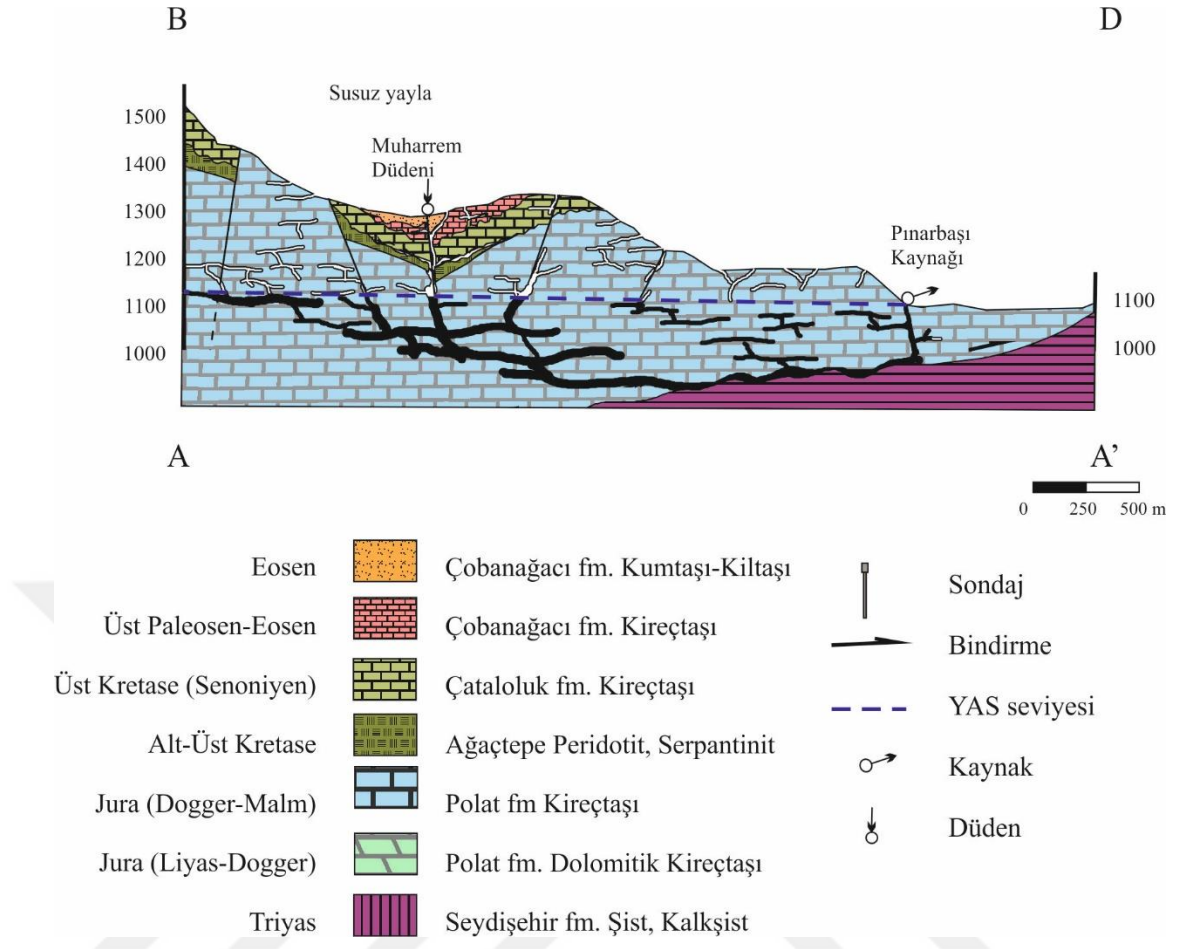 B
D
Susuz yayla
Muharrem
Düdeni
Pınarbaşı
Kaynağı
1500
1400
1300
1200
1100
1000
1100
1000
A
A’
0 250 500 m
Eosen Çobanağacı fm. Kumtaşı-Kiltaşı
Üst Paleosen-Eosen Çobanağacı fm. Kireçtaşı
Üst Kretase (Senoniyen) Çataloluk fm. Kireçtaşı
Alt-Üst Kretase Ağaçtepe Peridotit, Serpantinit
Jura (Dogger-Malm) Polat fm Kireçtaşı
Jura (Liyas-Dogger) Polat fm. Dolomitik Kireçtaşı
Triyas Seydişehir fm. Şist, Kalkşist
Sondaj
Bindirme
YAS seviyesi
Kaynak
Düden